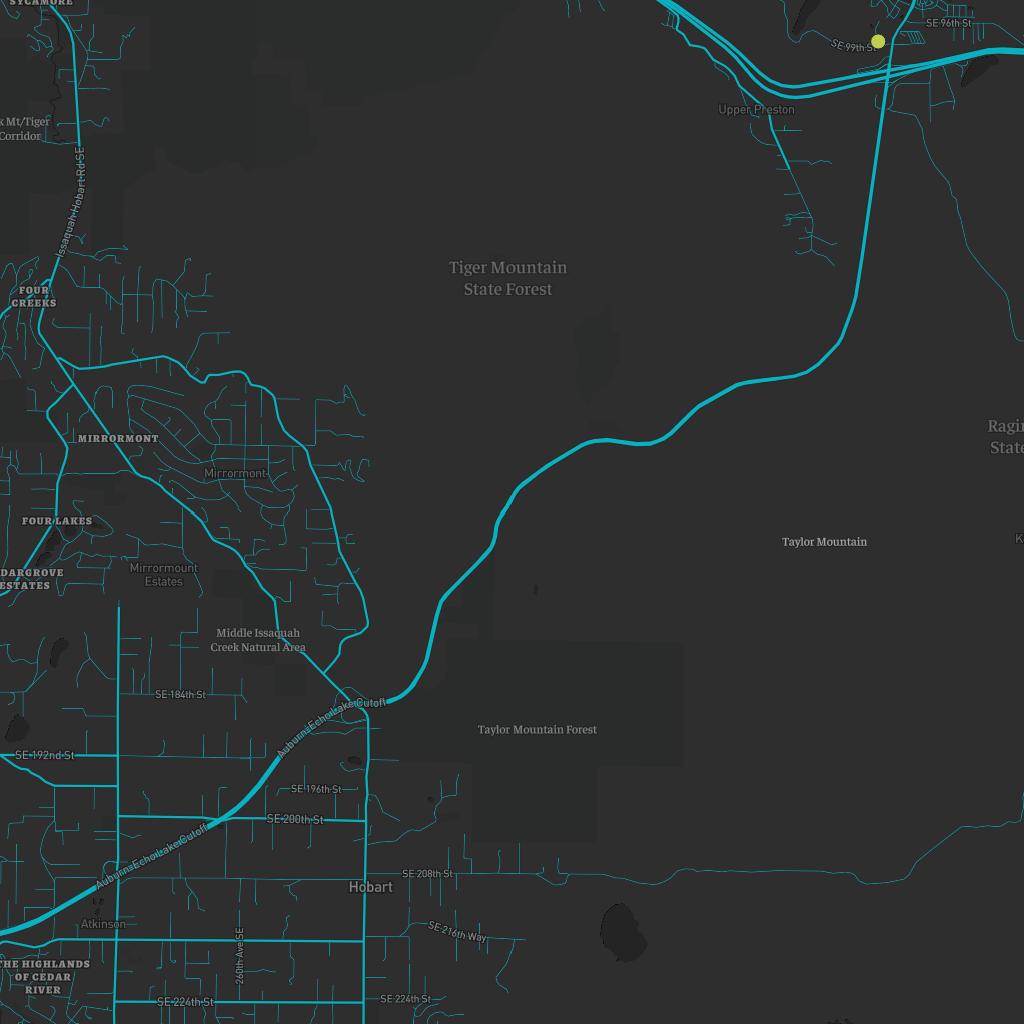 SYCAMORE
SE 96th St
SE 99th St
Upper Preston
k Mt/Tiger
Corridor
Issaquah-Hobart Rd SE
Tiger Mountain
State Forest
FOUR
CREEKS
MIRRORMONT
Mirrormont
Ragin
State
FOUR LAKES
Taylor Mountain
K
DARGROVE
ESTATES
Mirrormount
Estates
Middle Issaquah
Creek Natural Area
SE 184th St
Auburn-Echo Lake Cutoff
Taylor Mountain Forest
SE 192nd St
SE 196th St
SE 200th St
Auburn-Echo Lake Cutoff
SE 208th St
Hobart
Atkinson
SE 216th Way
260th Ave SE
THE HIGHLANDS
OF CEDAR
RIVER
SE 224th St
SE 224th St